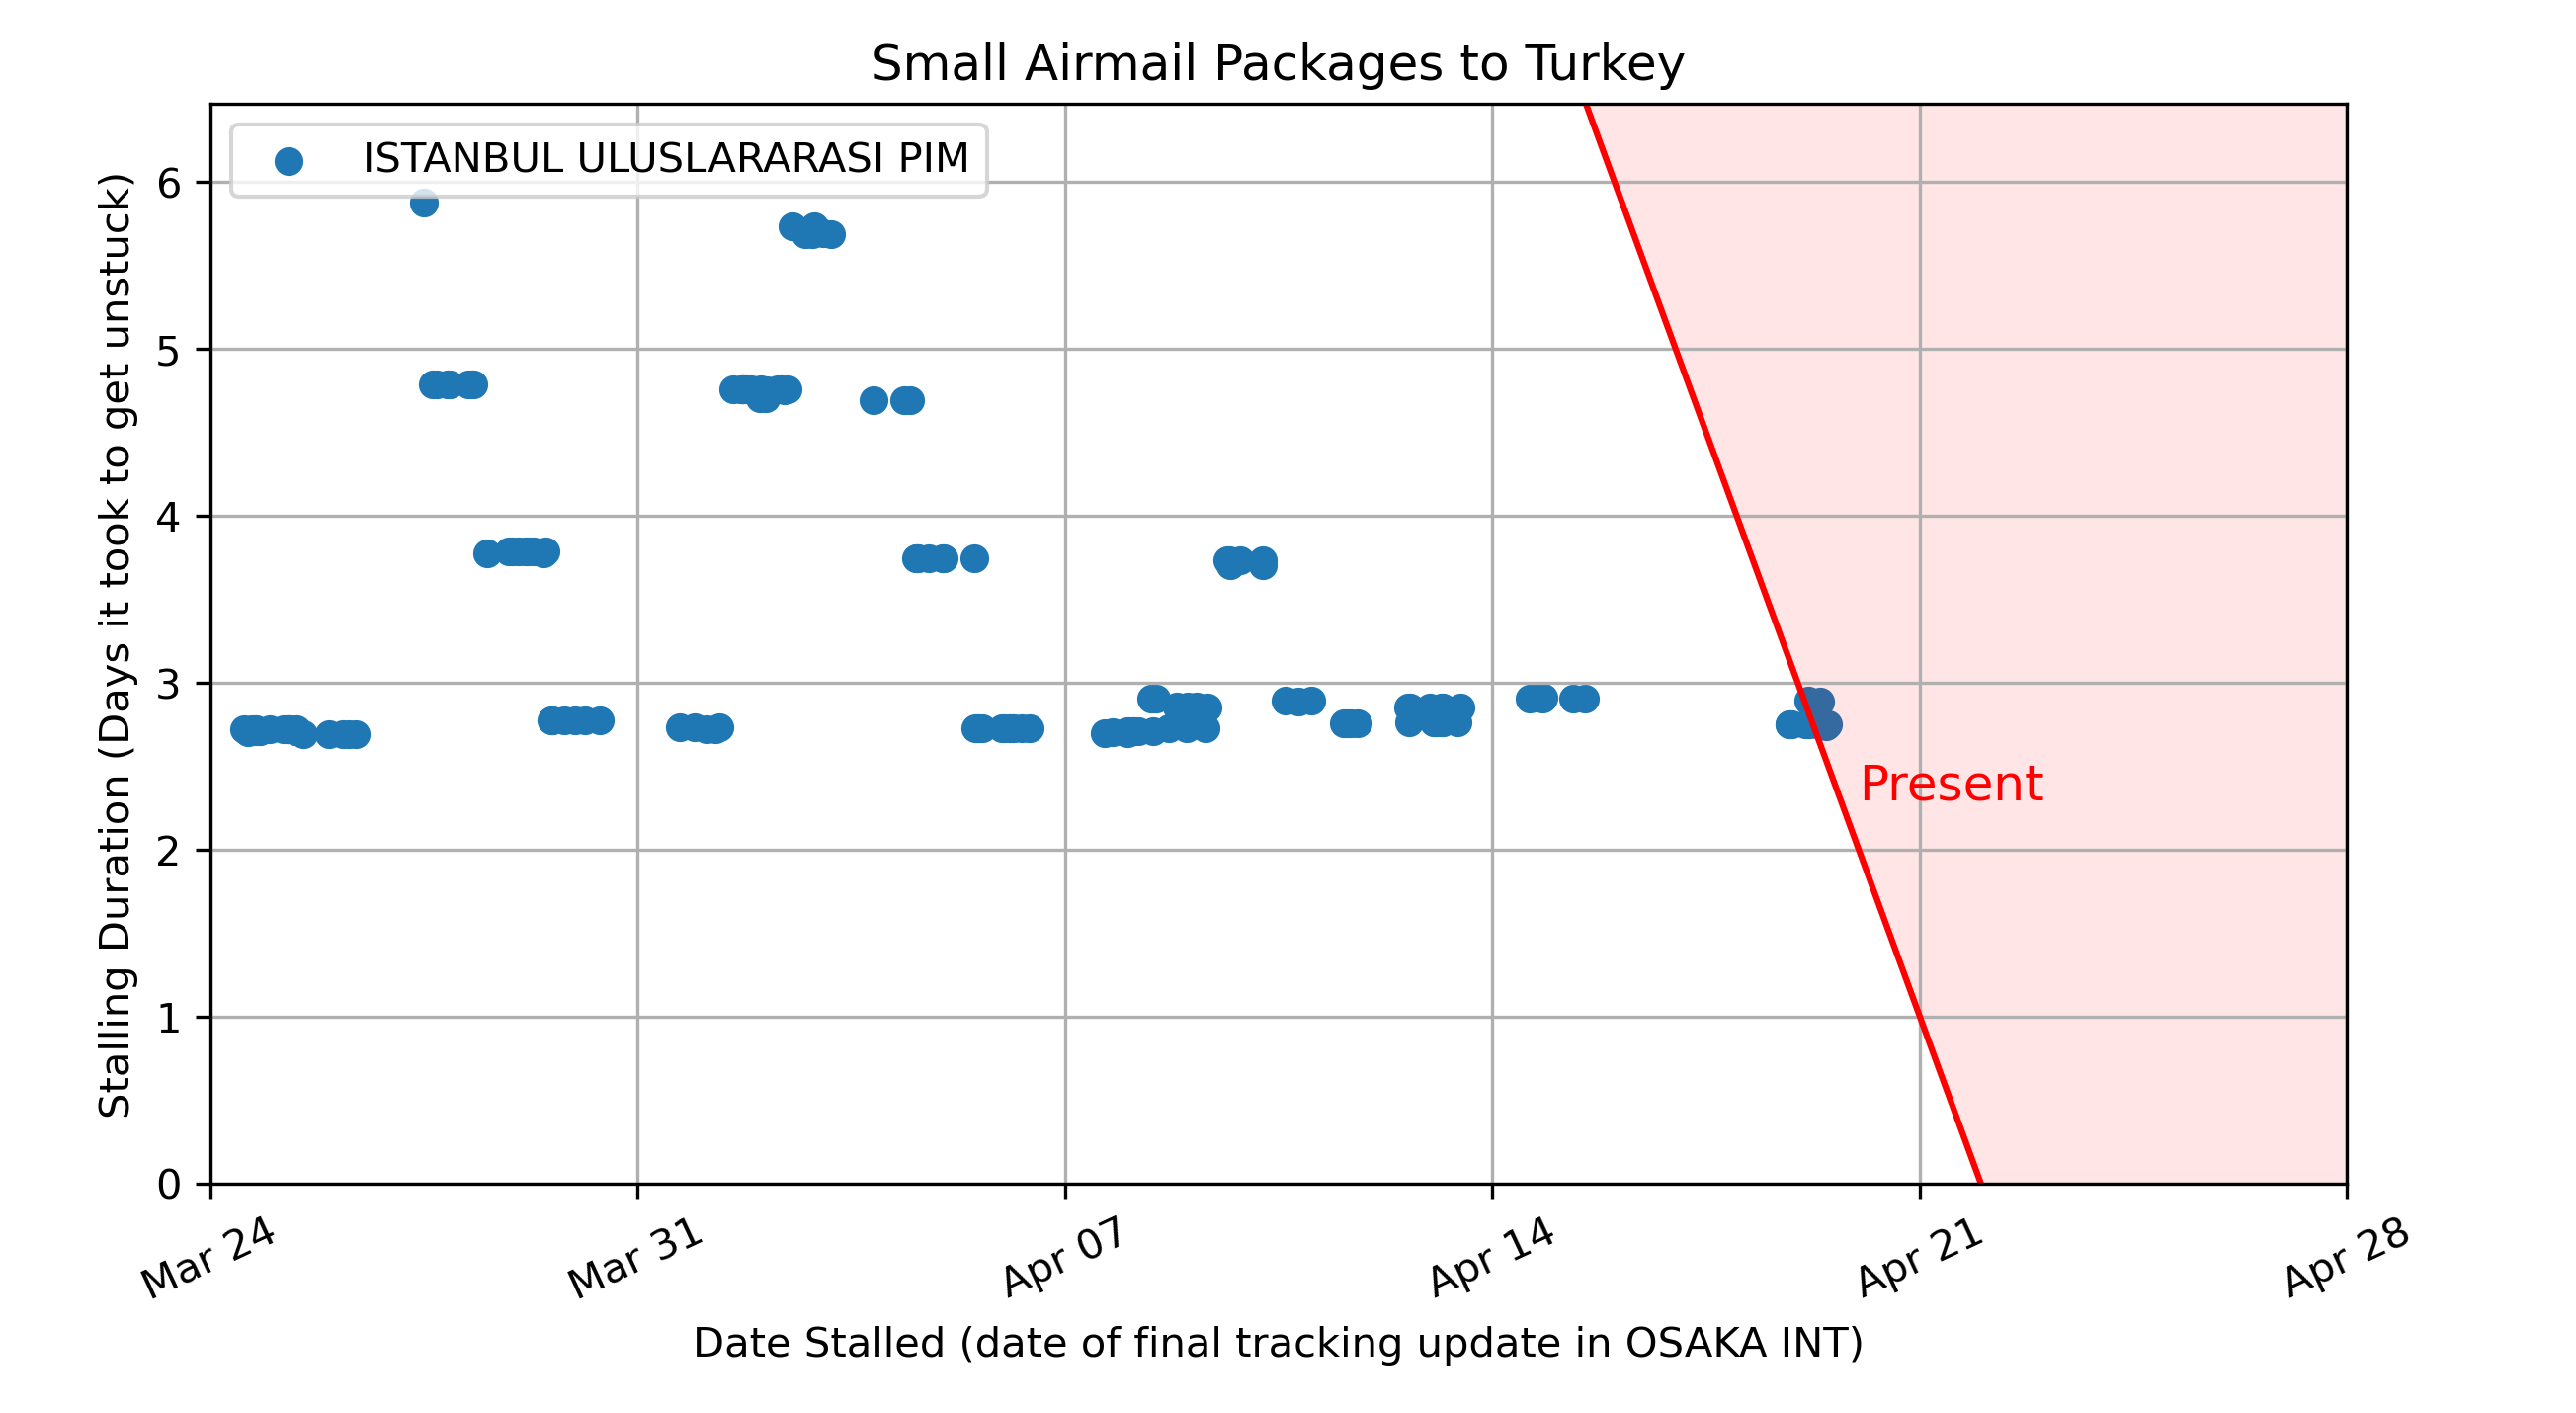 Small Airmail Packages to Turkey
ISTANBUL ULUSLARARASI PIM
Stalling Duration (Days it took to get unstuck)
6
5
4
3
2
1
0
Present
Mar 24
Mar 31
Apr 07
Apr 14
Apr 21
Apr 28
Date Stalled (date of final tracking update in OSAKA INT)